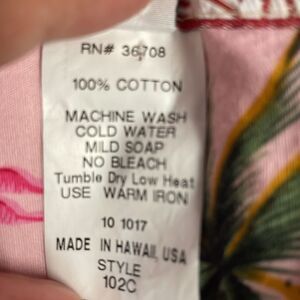 RN# 36708
100% COTTON
MACHINE WASH
COLD WATER
MILD SOAP
NO BLEACH
Tumble Dry Low Heat
USE WARM IRON
10 1017
MADE IN HAWAII, USA
STYLE
102C